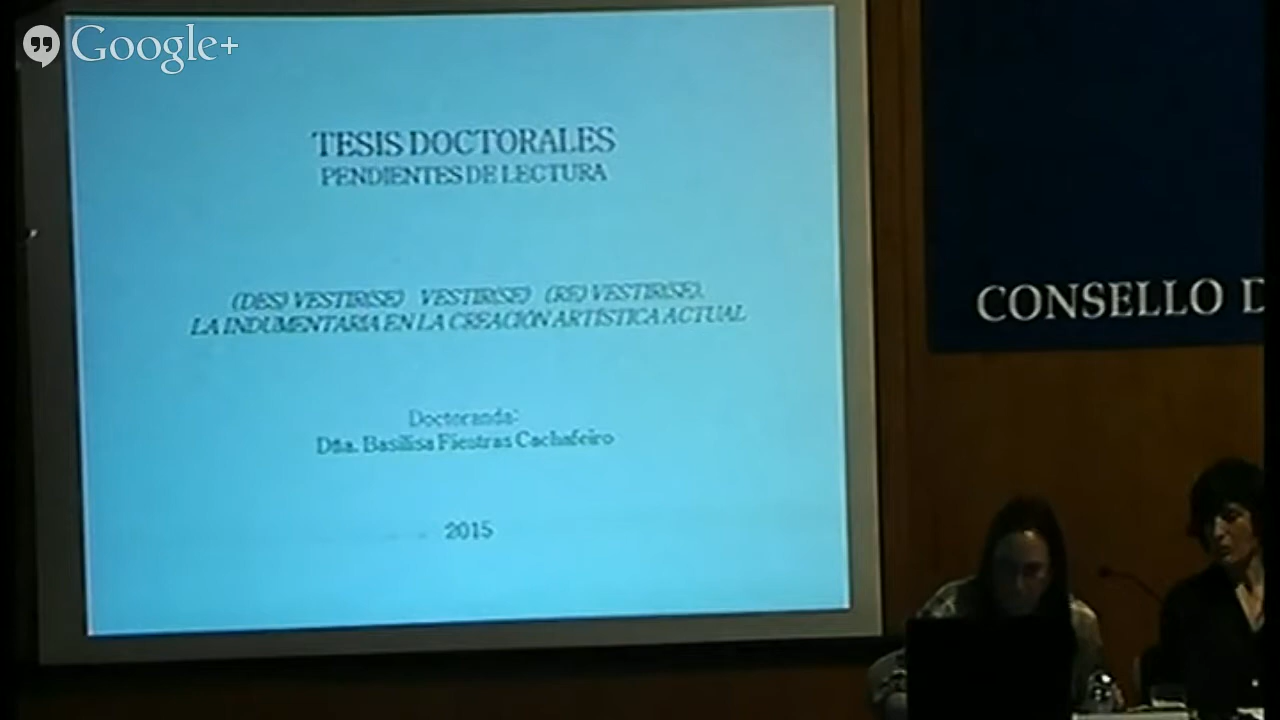 Google+
TESIS DOCTORALES
PENDIENTES DE LECTURA
(DES) VESTIR(SE) VESTIR(SE) (RE) VESTIR(SE).
LA INDUMENTARIA EN LA CREACIÓN ARTÍSTICA ACTUAL
Doctoranda:
Dña. Basilisa Fiestras Cachafeiro
2015
CONSELLO D